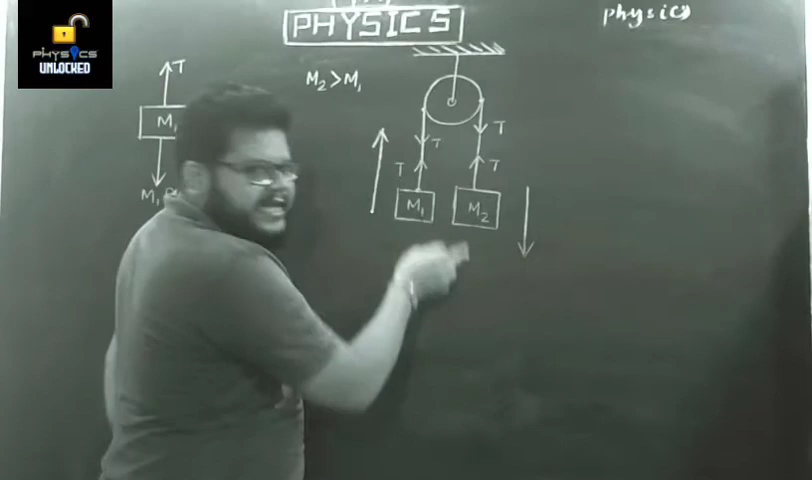 PHYSICS
UNLOCKED
PHYSICS
physics
M₂>M₁
T
M₁
T
T
T
T
M₁
M₂